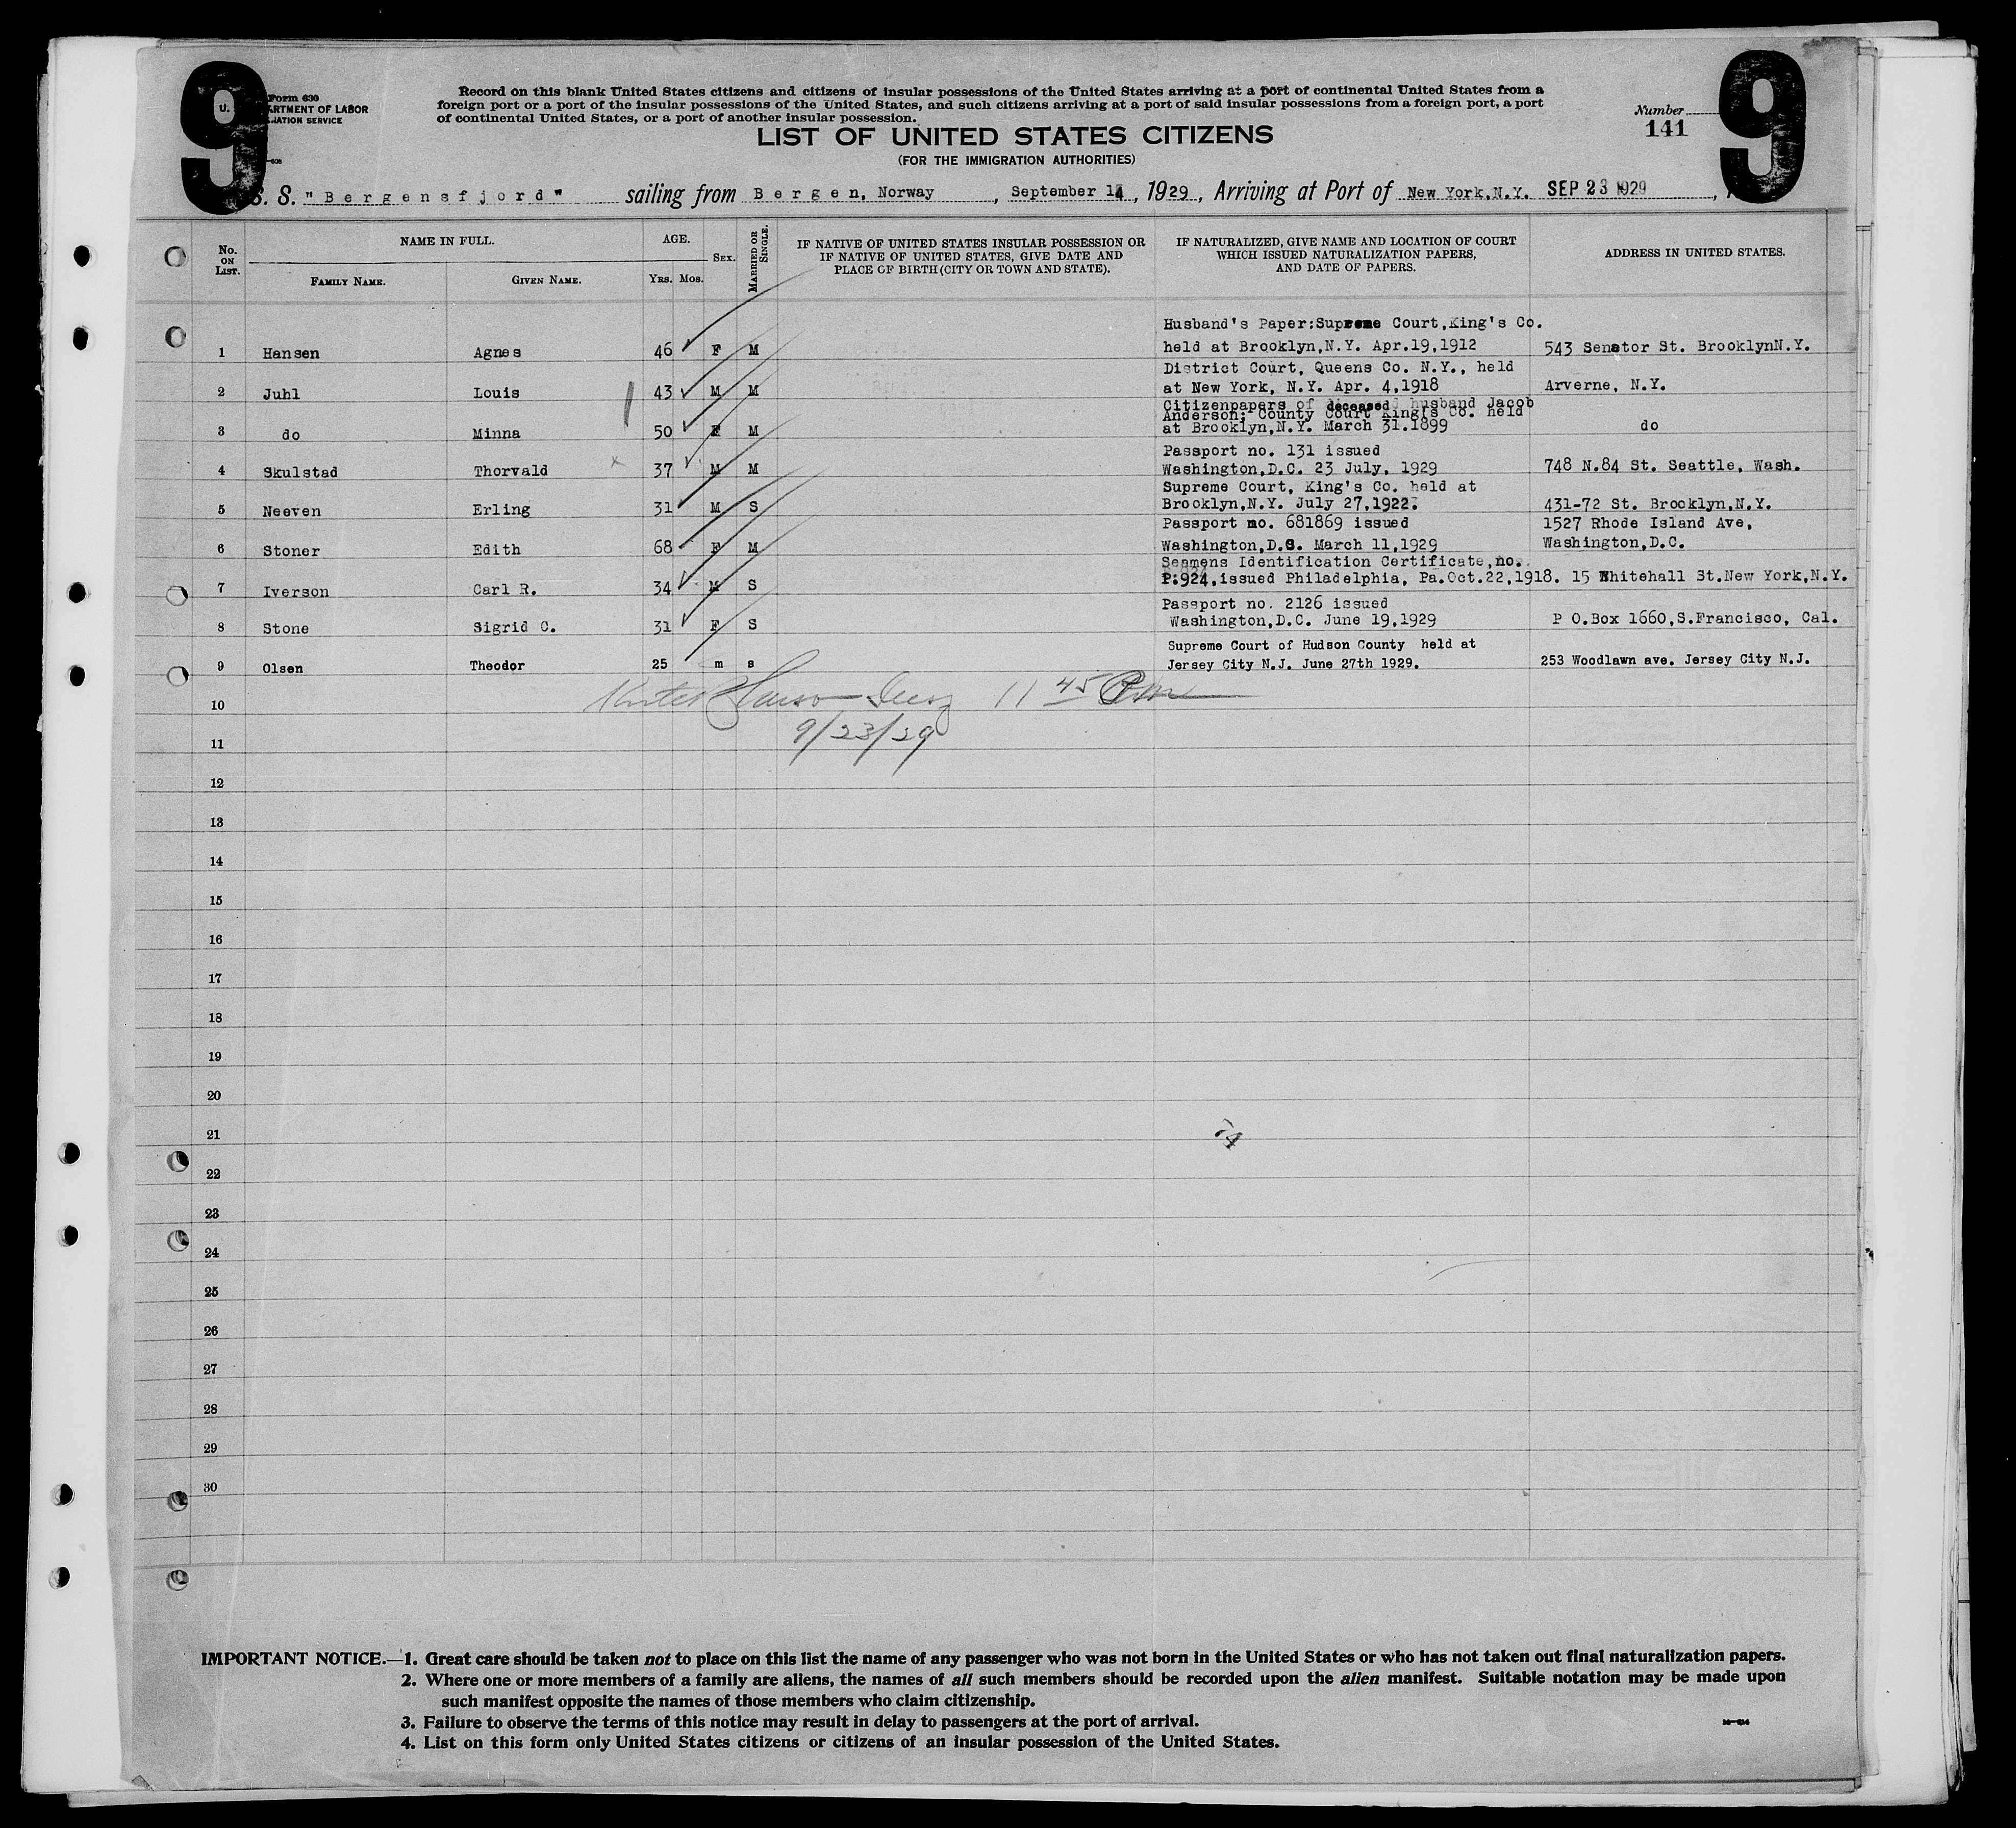 9
9
Form 630
U. ARTMENT OF LABOR
ATION SERVICE
Record on this blank United States citizens and citizens of insular possessions of the United States arriving at a port of continental United States from a
foreign port or a port of the insular possessions of the United States, and such citizens arriving at a port of said insular possessions from a foreign port, a port
of continental United States, or a port of another insular possession.
Number
141
LIST OF UNITED STATES CITIZENS
(FOR THE IMMIGRATION AUTHORITIES)
S. S. "Bergensfjord" sailing from Bergen, Norway, September 14, 1929, Arriving at Port of New York, N.Y. SEP 23 1929
No. ON LIST. NAME IN FULL. AGE. SEX. MARRIED OR SINGLE. IF NATIVE OF UNITED STATES INSULAR POSSESSION OR IF NATIVE OF UNITED STATES, GIVE DATE AND PLACE OF BIRTH (CITY OR TOWN AND STATE). IF NATURALIZED, GIVE NAME AND LOCATION OF COURT WHICH ISSUED NATURALIZATION PAPERS, AND DATE OF PAPERS. ADDRESS IN UNITED STATES.
FAMILY NAME. GIVEN NAME. YRS. MOS.
Husband's Paper:Supreme Court,King's Co.
1 Hansen Agnes 46 F M held at Brooklyn,N.Y. Apr.19,1912 543 Senator St. BrooklynN.Y.
District Court, Queens Co. N.Y., held
2 Juhl Louis 43 M M at New York, N.Y. Apr. 4,1918 Arverne, N.Y.
Citizenpapers of deceased husband Jacob
Anderson; County Court King's Co. held
3 do Minna 50 F M at Brooklyn,N.Y. March 31.1899 do
Passport no. 131 issued
4 Skulstad Thorvald 37 M M Washington,D.C. 23 July, 1929 748 N.84 St. Seattle, Wash.
Supreme Court, King's Co. held at
5 Neeven Erling 31 M S Brooklyn,N.Y. July 27,1922. 431-72 St. Brooklyn,N.Y.
Passport no. 681869 issued 1527 Rhode Island Ave,
6 Stoner Edith 68 F M Washington,D.C. March 11,1929 Washington,D.C.
Seamens Identification Certificate,no.
7 Iverson Carl R. 34 M S P:924,issued Philadelphia, Pa.Oct.22,1918. 15 Whitehall St.New York,N.Y.
Passport no. 2126 issued
8 Stone Sigrid C. 31 F S Washington,D.C. June 19,1929 P O.Box 1660,S.Francisco, Cal.
Supreme Court of Hudson County held at
9 Olsen Theodor 25 m s Jersey City N.J. June 27th 1929. 253 Woodlawn ave. Jersey City N.J.
10
11 45 Pm
9/23/29
11
12
13
14
15
16
17
18
19
20
21
22
23
24
25
26
27
28
29
30
IMPORTANT NOTICE.—1. Great care should be taken not to place on this list the name of any passenger who was not born in the United States or who has not taken out final naturalization papers.
2. Where one or more members of a family are aliens, the names of all such members should be recorded upon the alien manifest. Suitable notation may be made upon
such manifest opposite the names of those members who claim citizenship.
3. Failure to observe the terms of this notice may result in delay to passengers at the port of arrival.
4. List on this form only United States citizens or citizens of an insular possession of the United States.